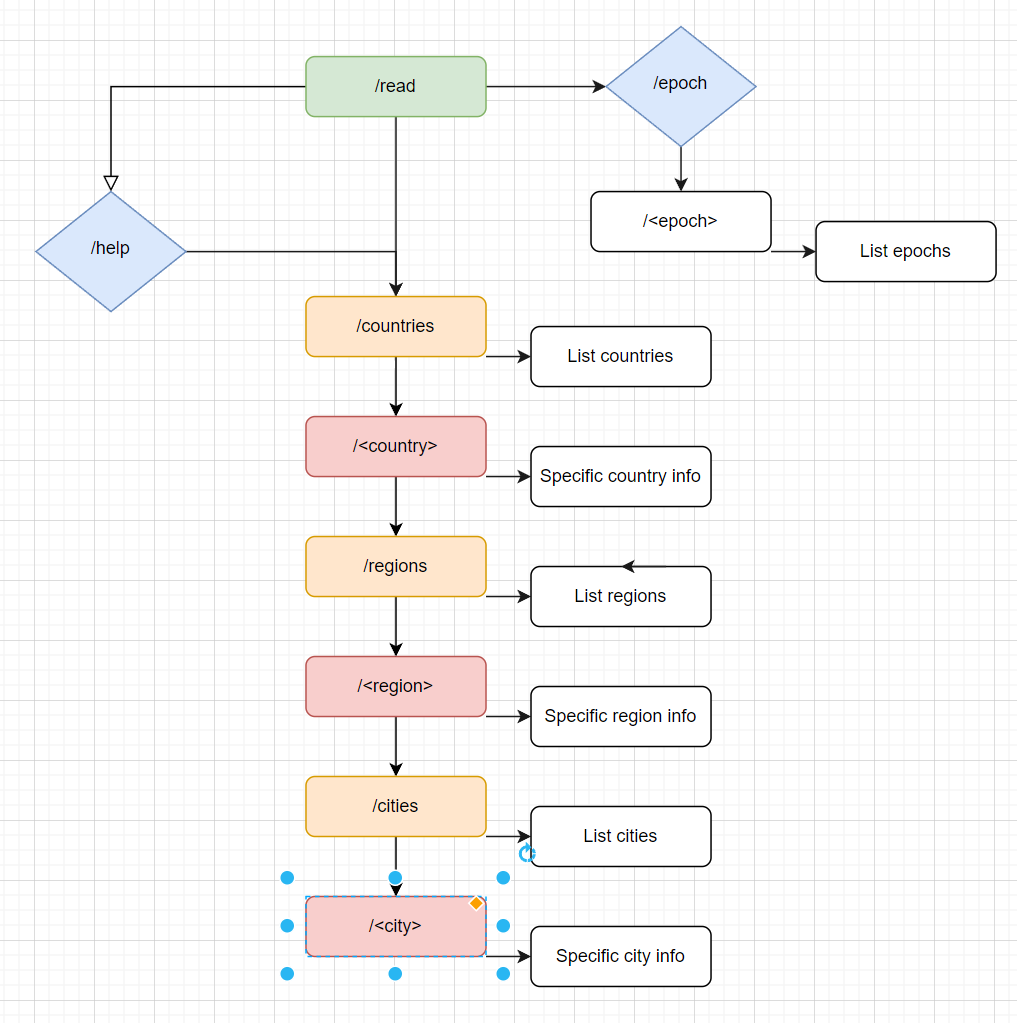 /read
/epoch
/help
/<epoch>
List epochs
/countries
List countries
/<country>
Specific country info
/regions
List regions
/<region>
Specific region info
/cities
List cities
/<city>
Specific city info